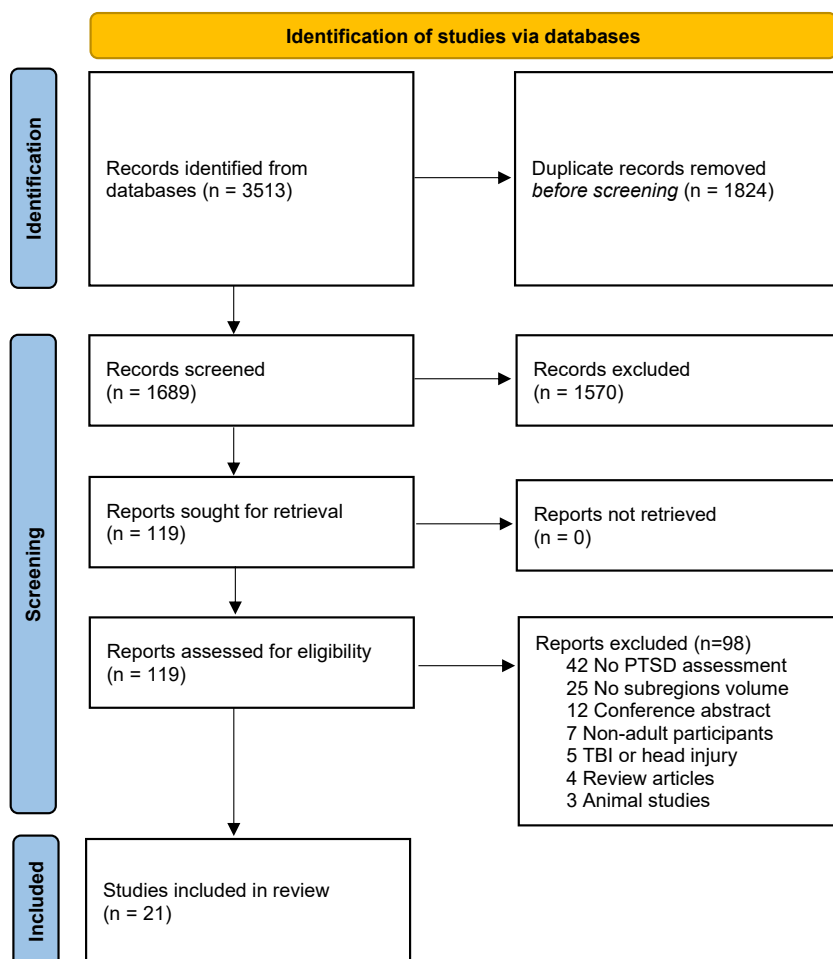 Identification of studies via databases
Identification
Records identified from
databases (n = 3513)
Duplicate records removed
before screening (n = 1824)
Screening
Records screened
(n = 1689)
Records excluded
(n = 1570)
Reports sought for retrieval
(n = 119)
Reports not retrieved
(n = 0)
Reports assessed for eligibility
(n = 119)
Reports excluded (n=98)
42 No PTSD assessment
25 No subregions volume
12 Conference abstract
7 Non-adult participants
5 TBI or head injury
4 Review articles
3 Animal studies
Included
Studies included in review
(n = 21)